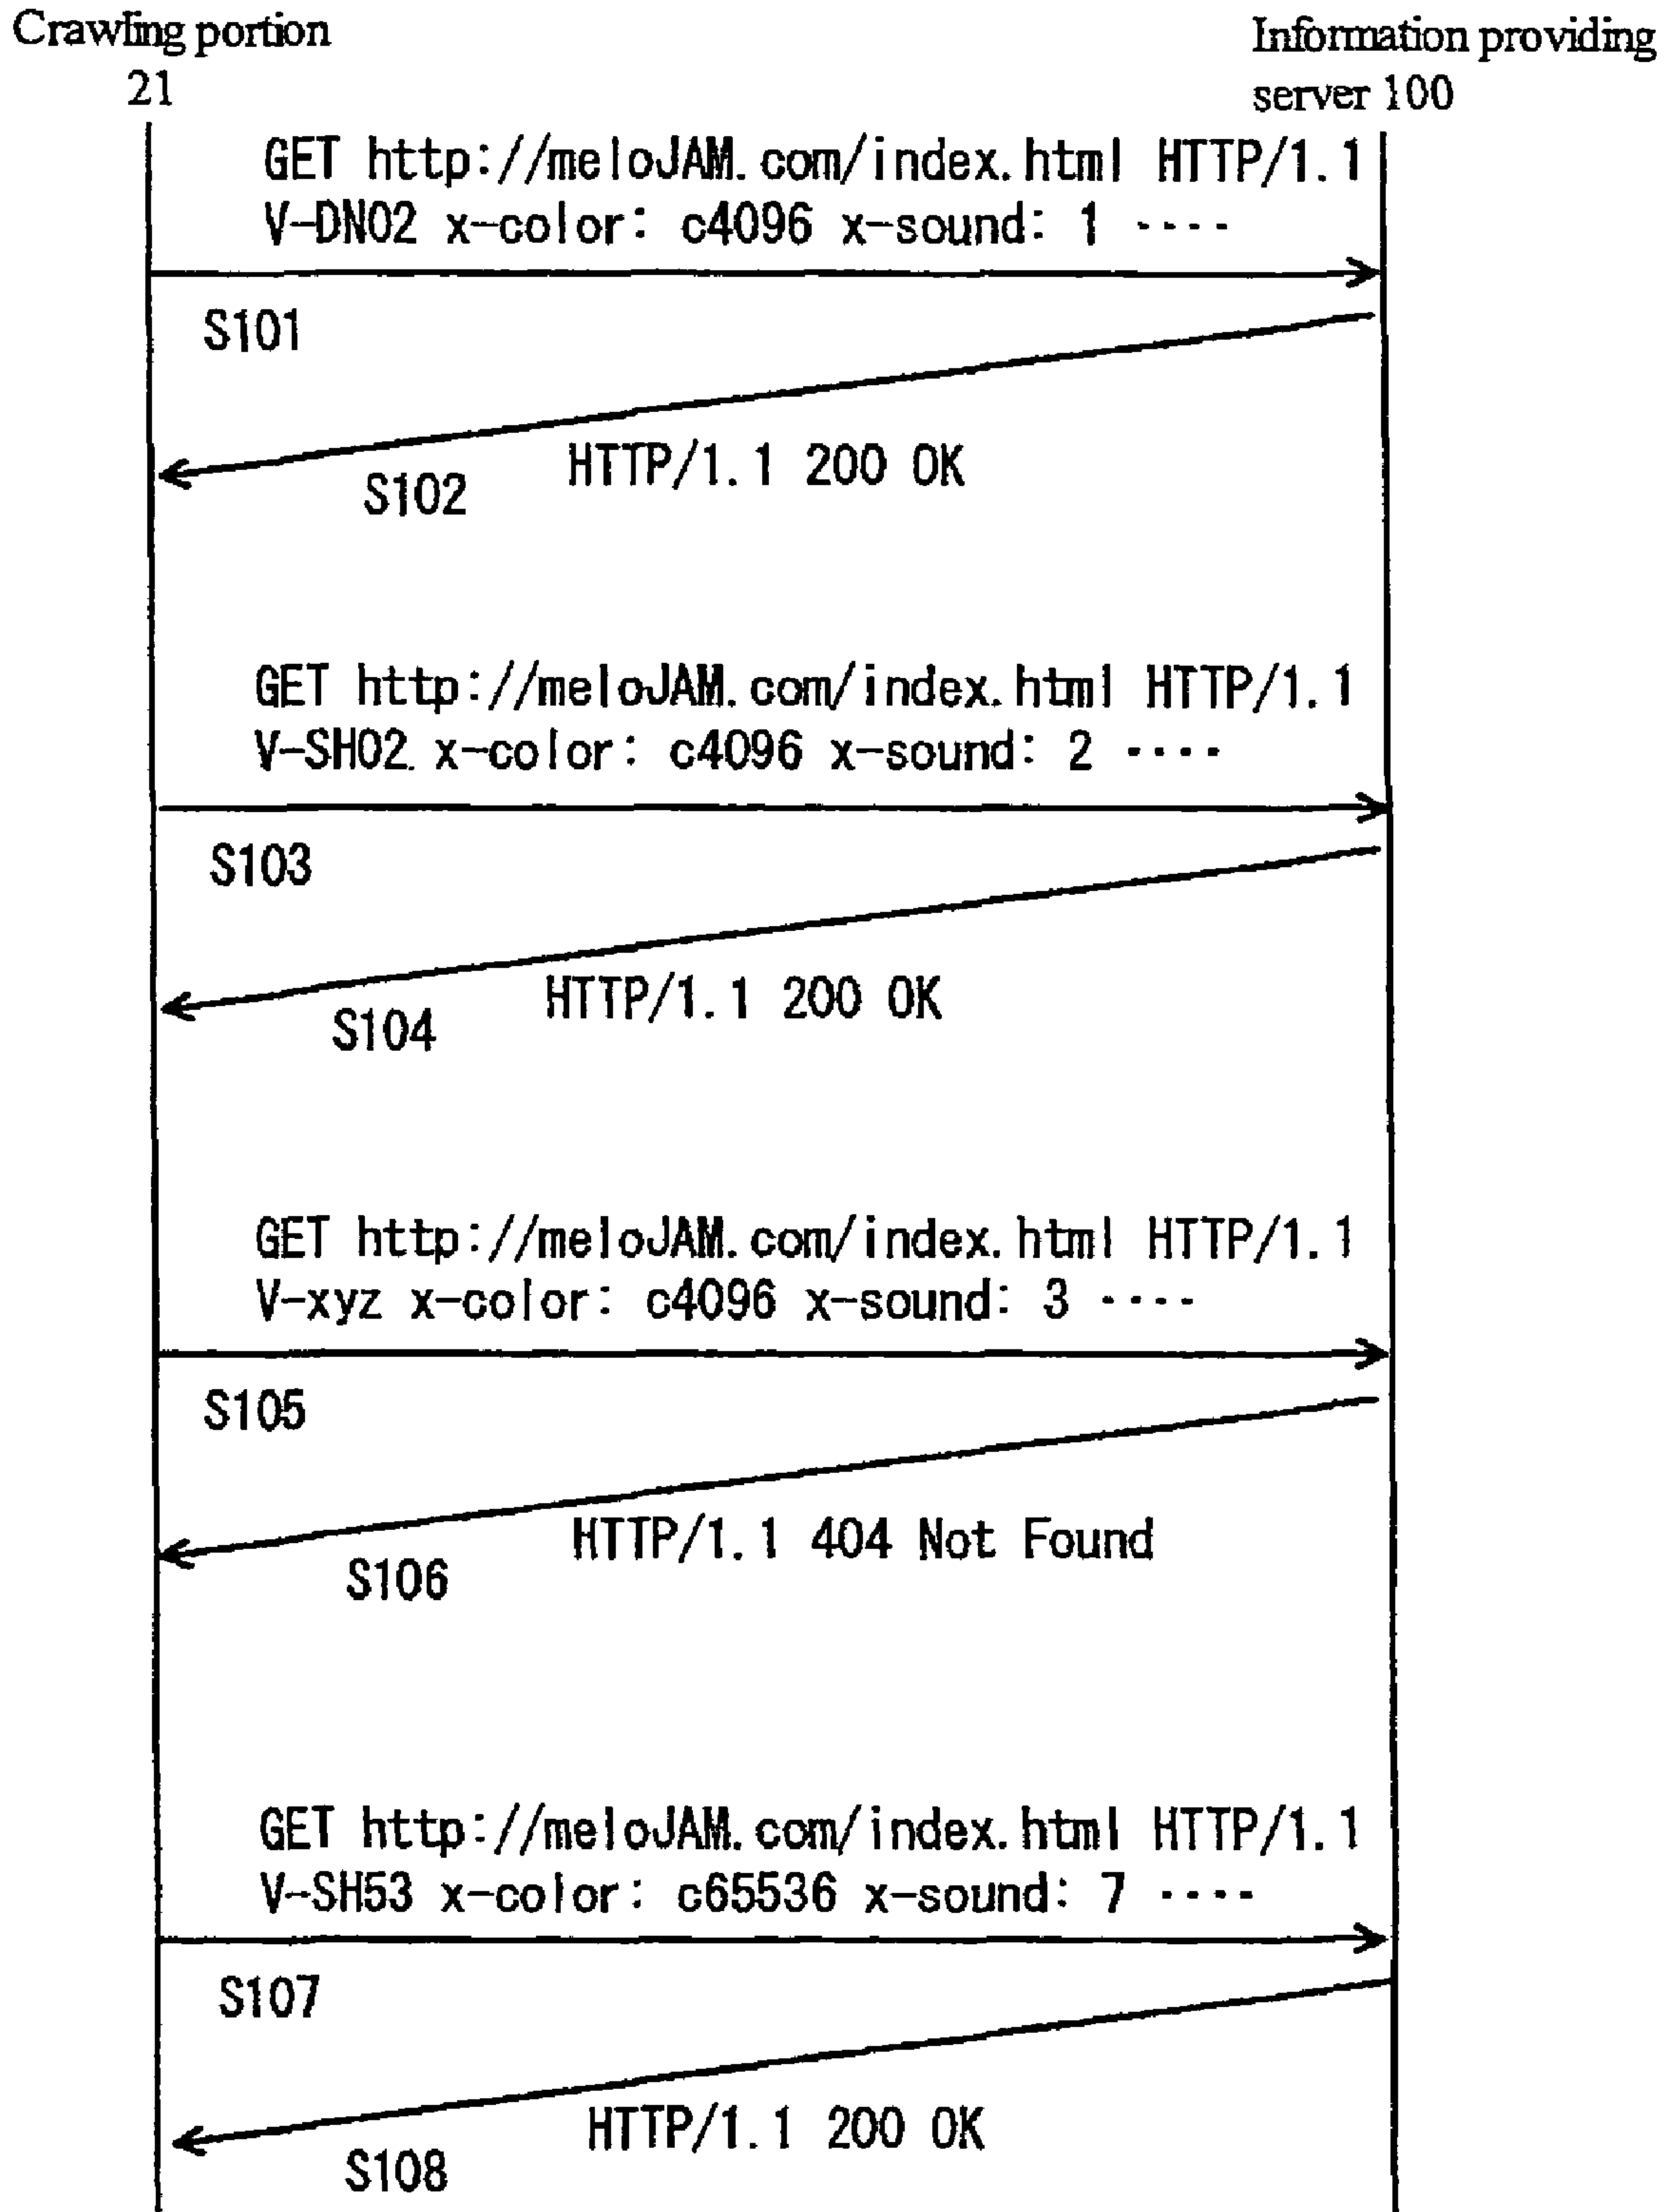 Crawling portion
21
Information providing
server 100
GET http://meloJAM.com/index.html HTTP/1.1
V-DN02 x-color: c4096 x-sound: 1 ----
S101
HTTP/1.1 200 OK
S102
GET http://meloJAM.com/index.html HTTP/1.1
V-SH02 x-color: c4096 x-sound: 2 ----
S103
HTTP/1.1 200 OK
S104
GET http://meloJAM.com/index.html HTTP/1.1
V-xyz x-color: c4096 x-sound: 3 ----
S105
HTTP/1.1 404 Not Found
S106
GET http://meloJAM.com/index.html HTTP/1.1
V-SH53 x-color: c65536 x-sound: 7 ----
S107
HTTP/1.1 200 OK
S108